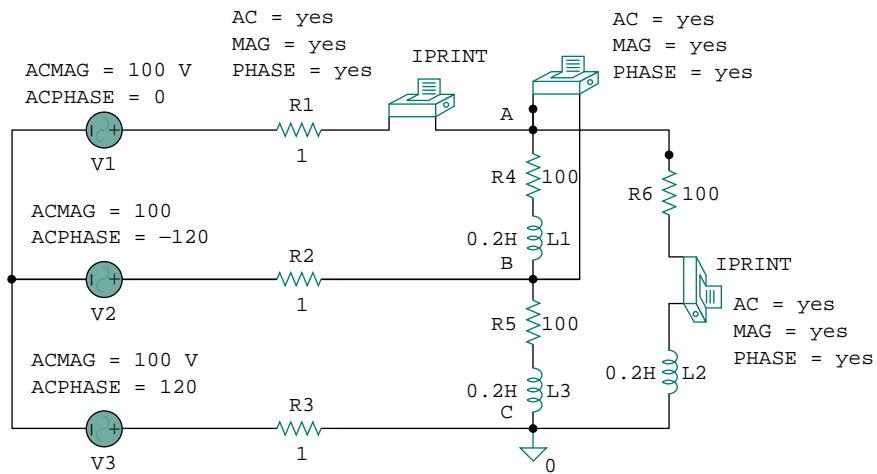 AC = yes
MAG = yes
PHASE = yes
IPRINT
AC = yes
MAG = yes
PHASE = yes
ACMAG = 100 V
ACPHASE = 0
V1
R1
1
A
R4
100
R6
100
ACMAG = 100
ACPHASE = −120
V2
R2
1
0.2H
L1
B
IPRINT
AC = yes
MAG = yes
PHASE = yes
R5
100
ACMAG = 100 V
ACPHASE = 120
V3
R3
1
0.2H
L3
C
0.2H
L2
0